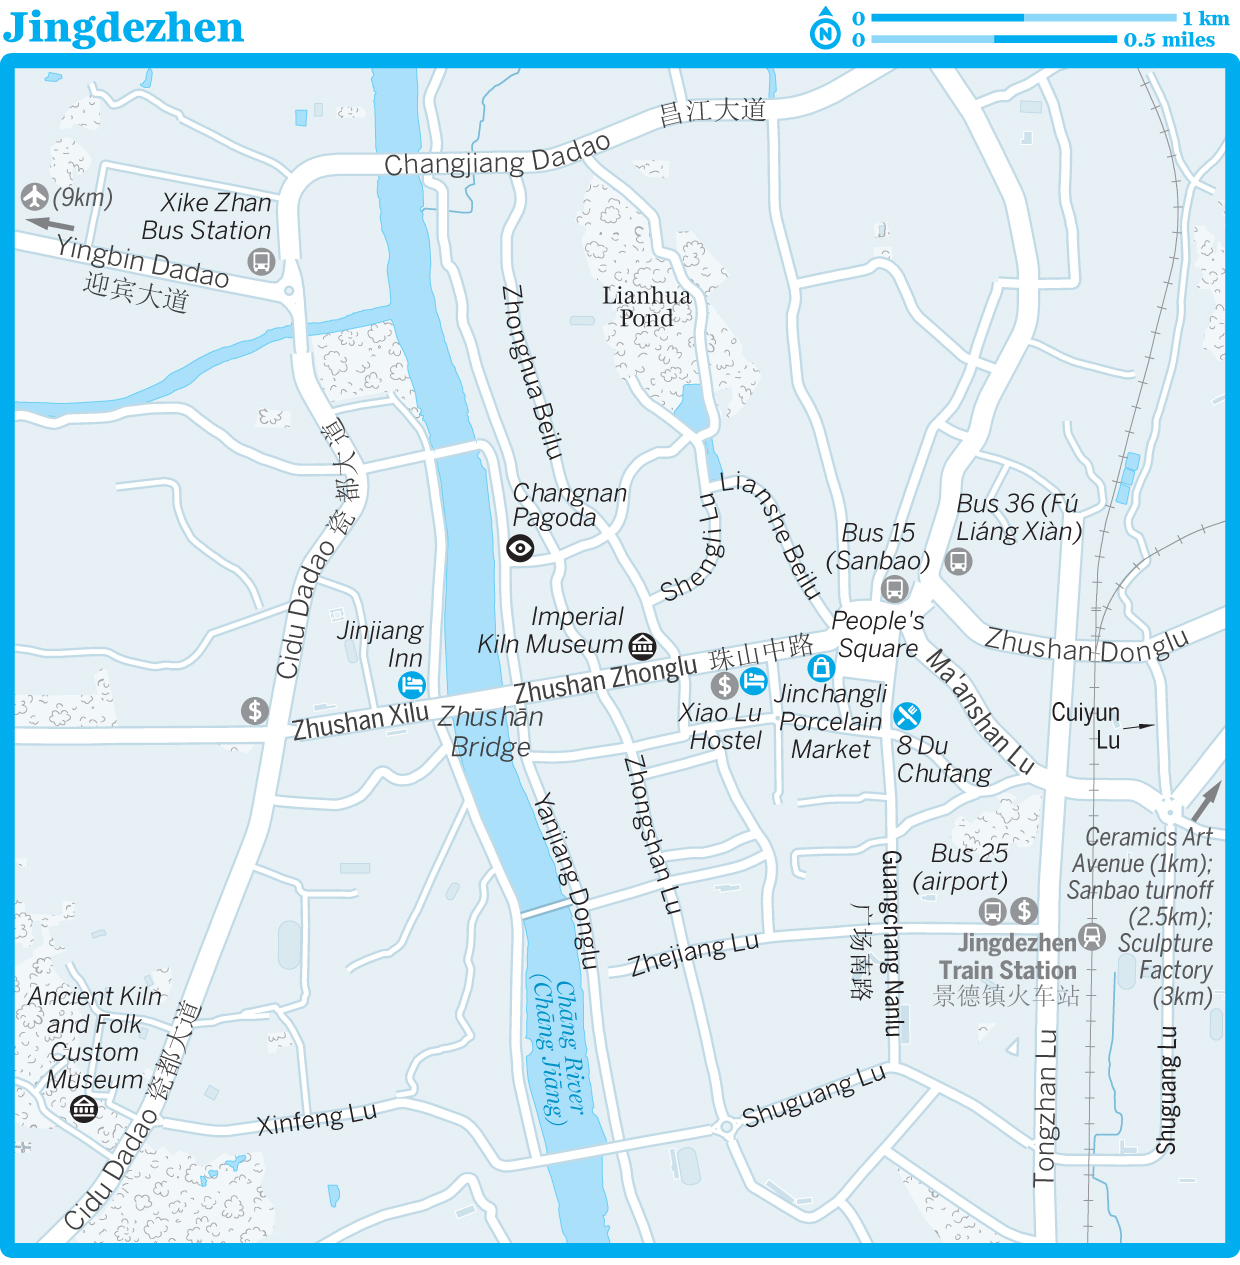 Jingdezhen
N
0 1 km
0 0.5 miles
昌江大道
Changjiang Dadao
(9km)
Xike Zhan
Bus Station
Yingbin Dadao
迎宾大道
Lianhua
Pond
Zhonghua Beilu
Cidu Dadao 瓷都大道
Changnan
Pagoda
Shengli Lu
Lianshe Beilu
Bus 36 (Fú
Liáng Xiàn)
Bus 15
(Sanbao)
People's
Square
Imperial
Kiln Museum
Jinjiang
Inn
Zhushan Zhonglu 珠山中路
Zhushan Donglu
Ma'anshan Lu
$
$
Zhushan Xilu
Zhūshān
Bridge
Xiao Lu
Hostel
Jinchangli
Porcelain
Market
8 Du
Chufang
Cuiyun
Lu
Zhongshan Lu
Yanjiang Donglu
Ceramics Art
Avenue (1km);
Sanbao turnoff
(2.5km);
Sculpture
Factory
(3km)
Bus 25
(airport)
$
Guangchang Nanlu
广场南路
Zhejiang Lu
Jingdezhen
Train Station
景德镇火车站
Chāng River
(Chāng Jiāng)
Ancient Kiln
and Folk
Custom
Museum
Cidu Dadao 瓷都大道
Xinfeng Lu
Shuguang Lu
Tongzhan Lu
Shuguang Lu